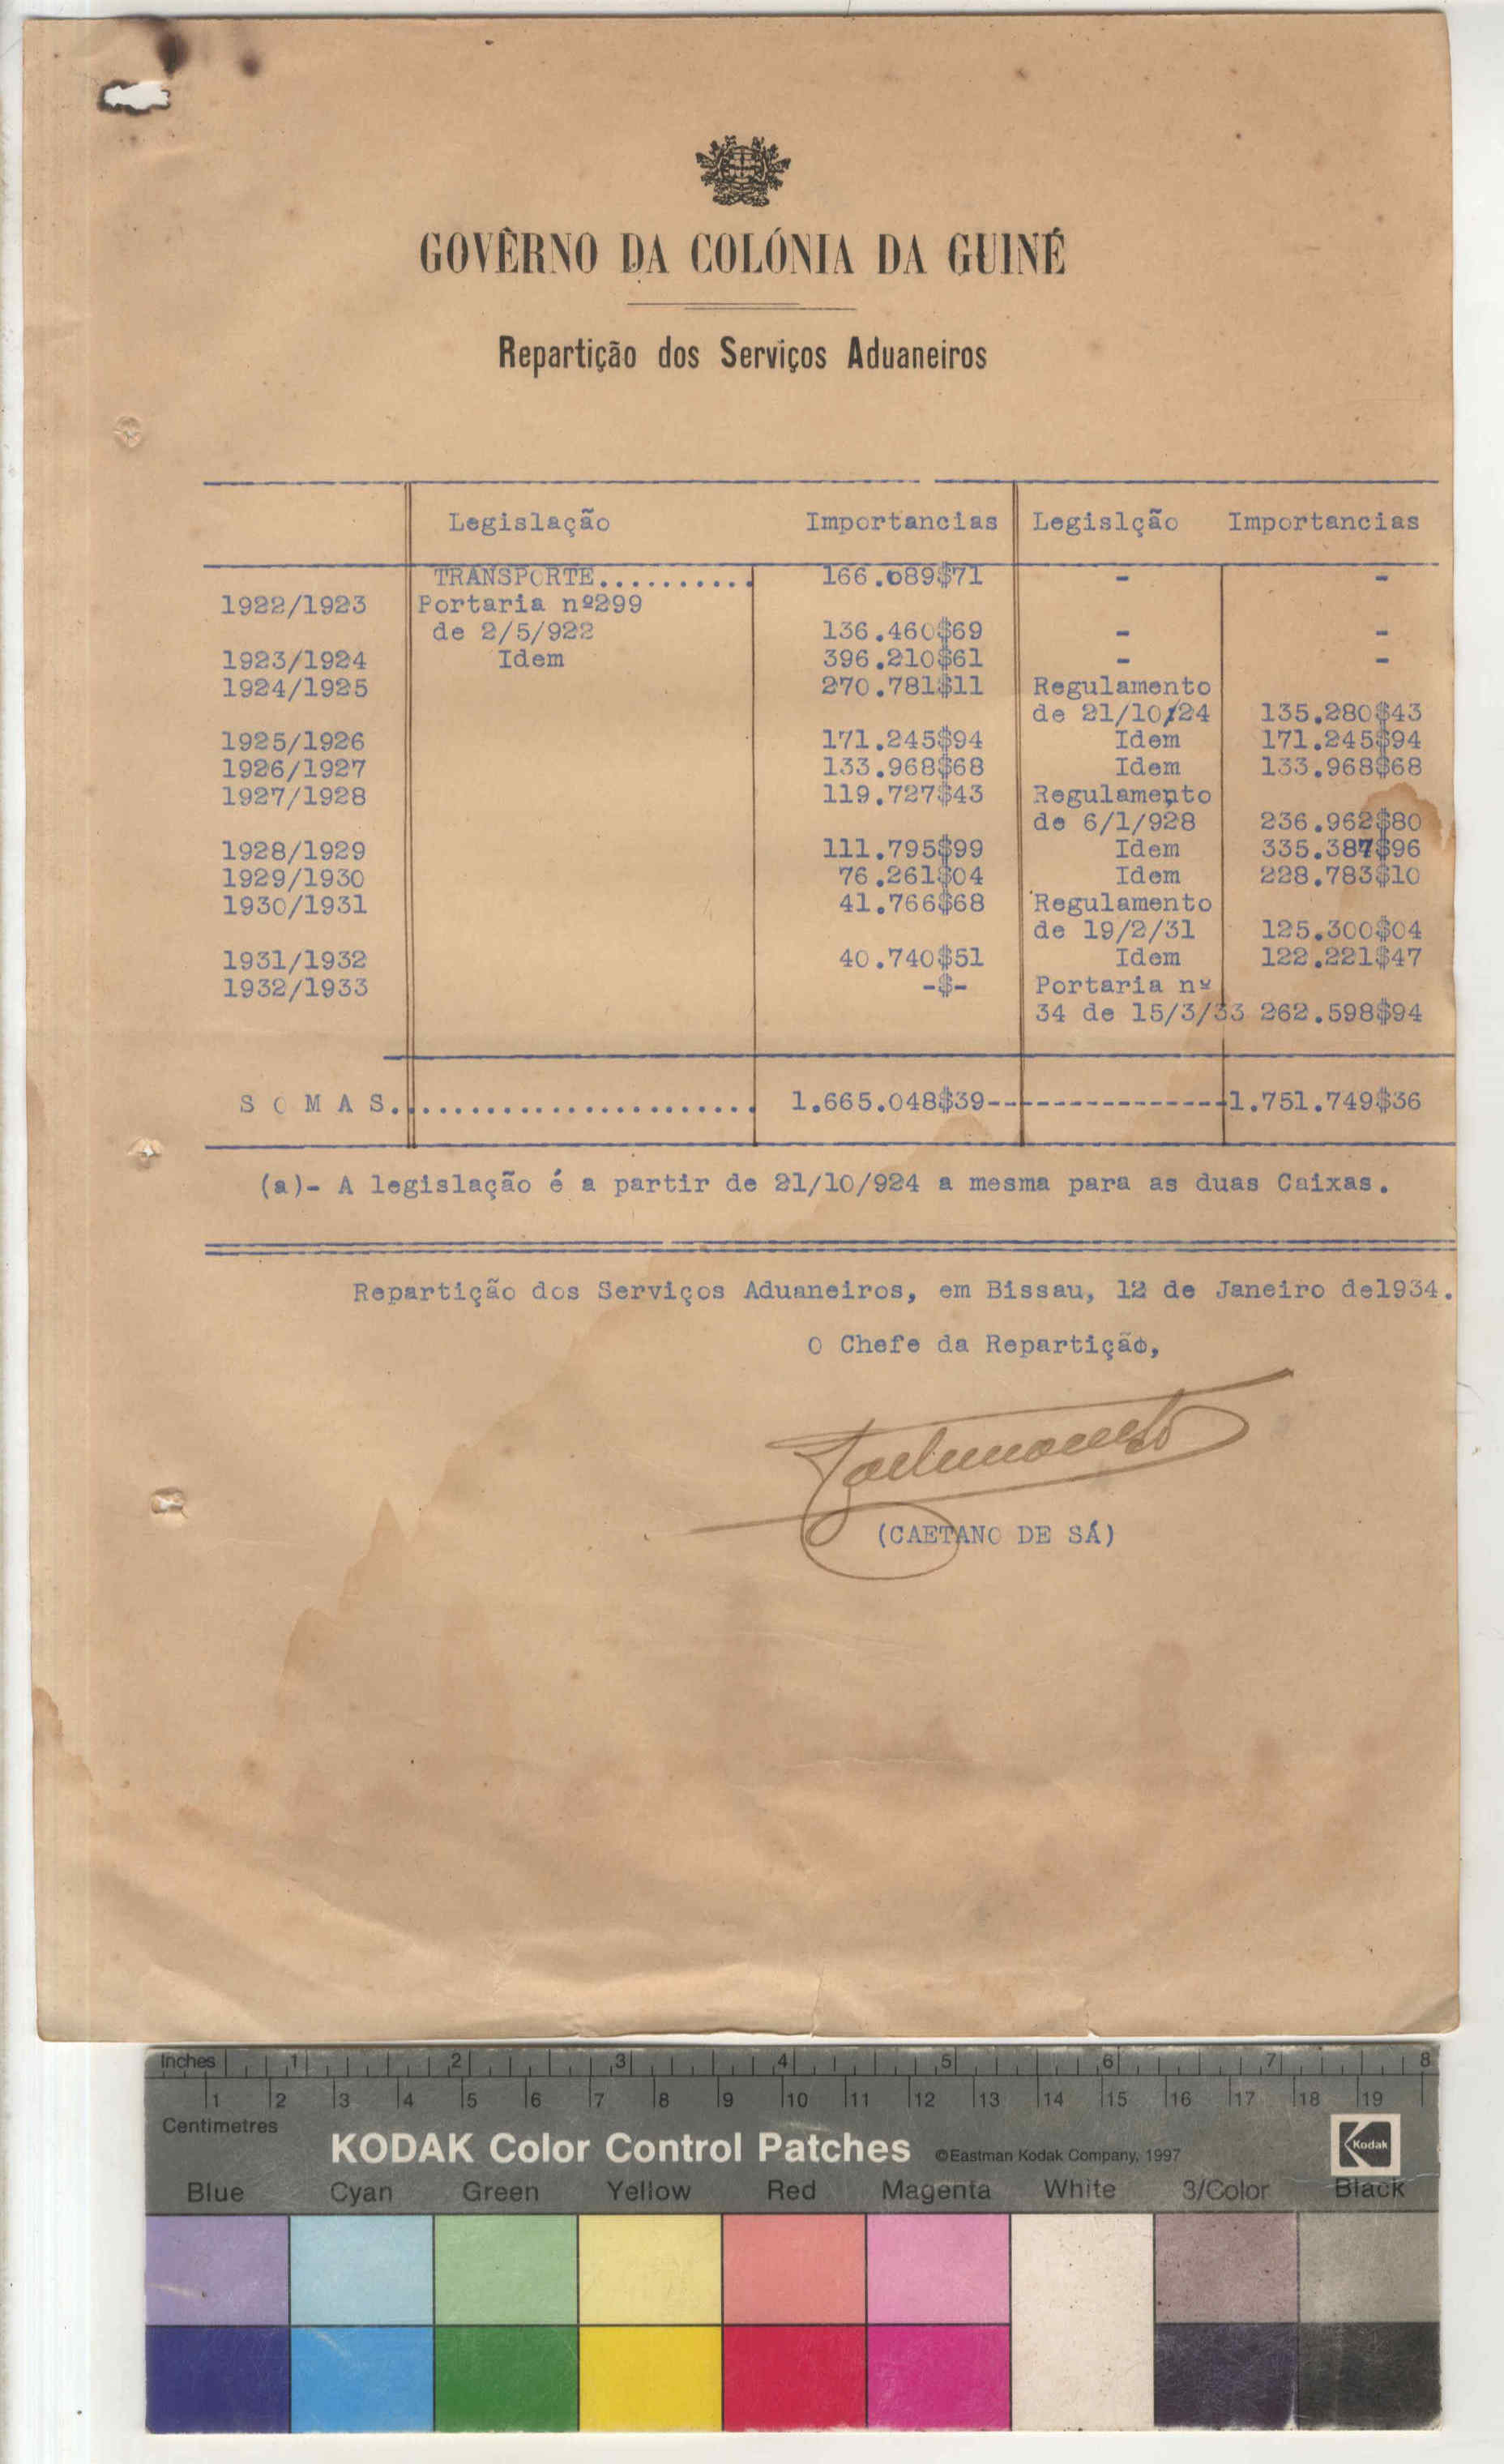 GOVÊRNO DA COLÓNIA DA GUINÉ
Repartição dos Serviços Aduaneiros
Legislação Importancias Legislção Importancias
TRANSPORTE.......... 166.089$71 - -
1922/1923 Portaria nº299
de 2/5/922 136.460$69 - -
1923/1924 Idem 396.210$61 - -
1924/1925 270.781$11 Regulamento
de 21/10/24 135.280$43
1925/1926 171.245$94 Idem 171.245$94
1926/1927 133.968$68 Idem 133.968$68
1927/1928 119.727$43 Regulamento
de 6/1/928 236.962$80
1928/1929 111.795$99 Idem 335.387$96
1929/1930 76.261$04 Idem 228.783$10
1930/1931 41.766$68 Regulamento
de 19/2/31 125.300$04
1931/1932 40.740$51 Idem 122.221$47
1932/1933 -$- Portaria nº
34 de 15/3/33 262.598$94
S O M A S....................... 1.665.048$39---------------1.751.749$36
(a)- A legislação é a partir de 21/10/924 a mesma para as duas Caixas.
Repartição dos Serviços Aduaneiros, em Bissau, 12 de Janeiro de1934.
O Chefe da Repartição,
(CAETANO DE SÁ)
Inches 1 2 3 4 5 6 7 8
1 2 3 4 5 6 7 8 9 10 11 12 13 14 15 16 17 18 19
Centimetres
KODAK Color Control Patches ©Eastman Kodak Company, 1997 Kodak
Blue Cyan Green Yellow Red Magenta White 3/Color Black